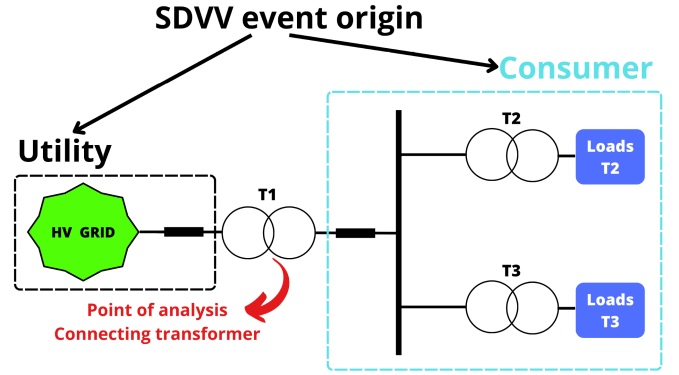 SDVV event origin
Consumer
Utility
HV GRID
T1
T2
Loads
T2
T3
Loads
T3
Point of analysis
Connecting transformer